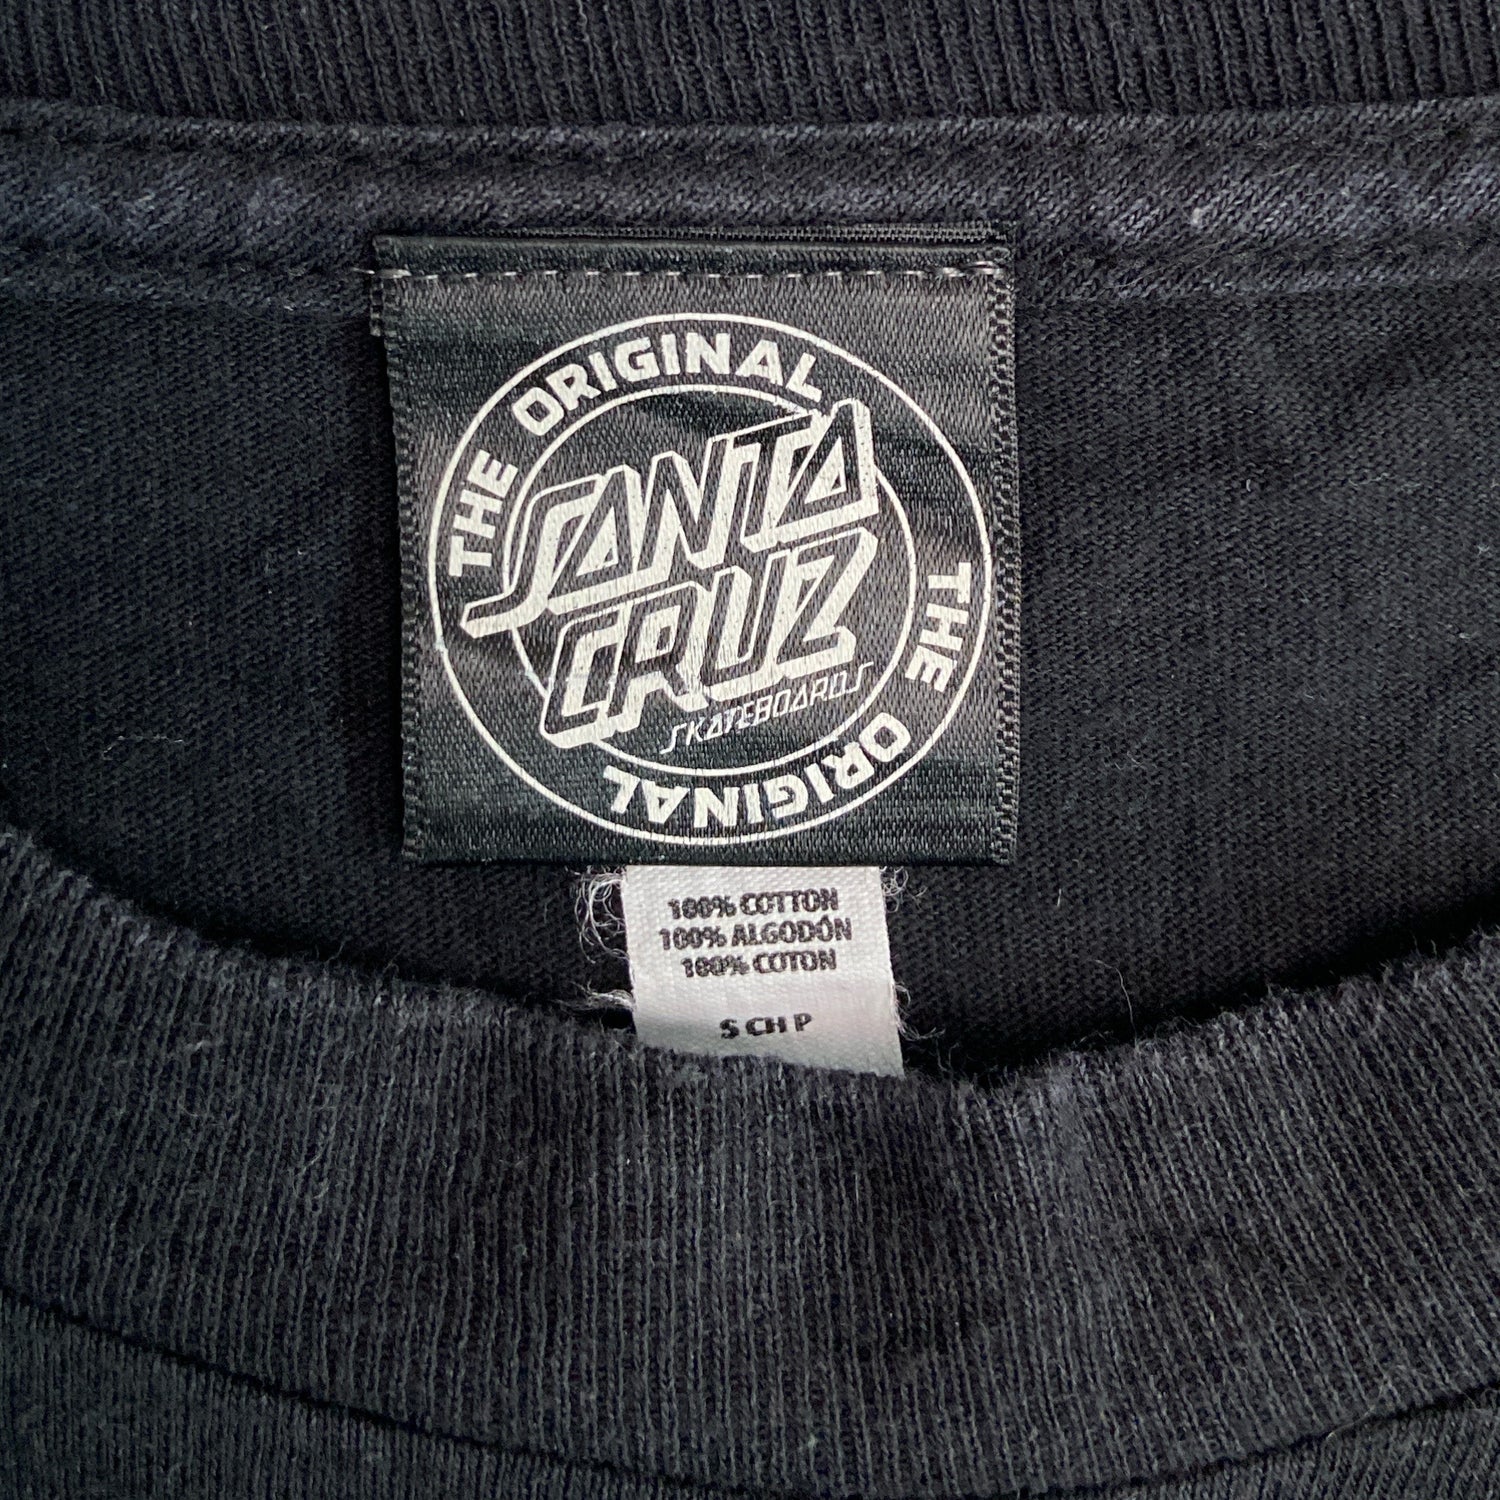 THE ORIGINAL
SANTA
CRUZ
SKATEBOARDS
THE ORIGINAL
100% COTTON
100% ALGODÓN
100% COTON
S CH P